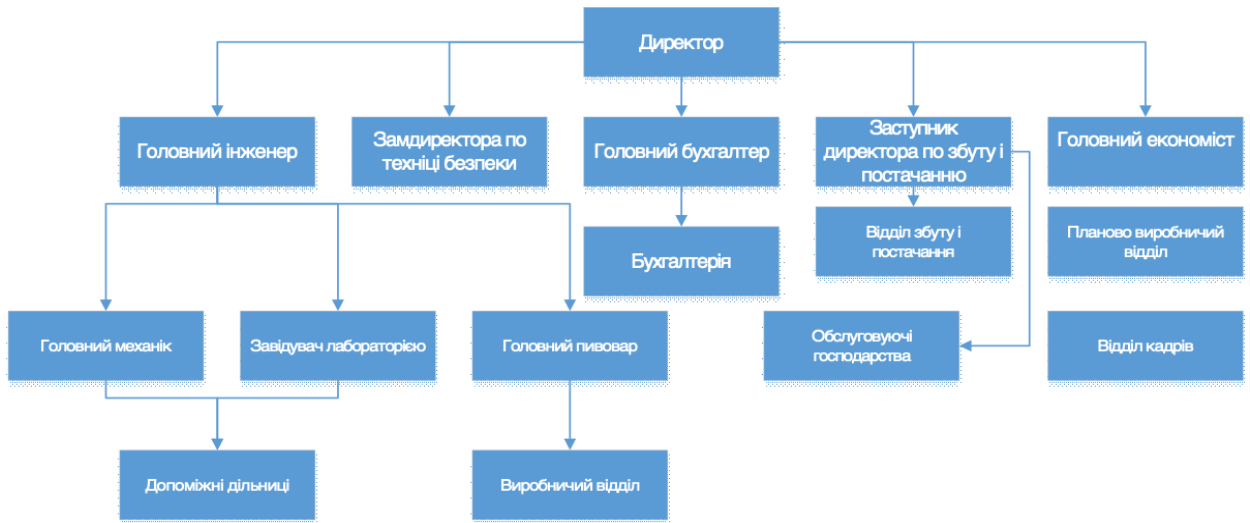 Директор
Головний інженер
Замдиректора по
техніці безпеки
Головний бухгалтер
Заступник
директора по збуту і
постачанню
Головний економіст
Бухгалтерія
Відділ збуту і
постачання
Планово виробничий
відділ
Головний механік
Завідувач лабораторією
Головний пивовар
Обслуговуючі
господарства
Відділ кадрів
Допоміжні дільниці
Виробничий відділ